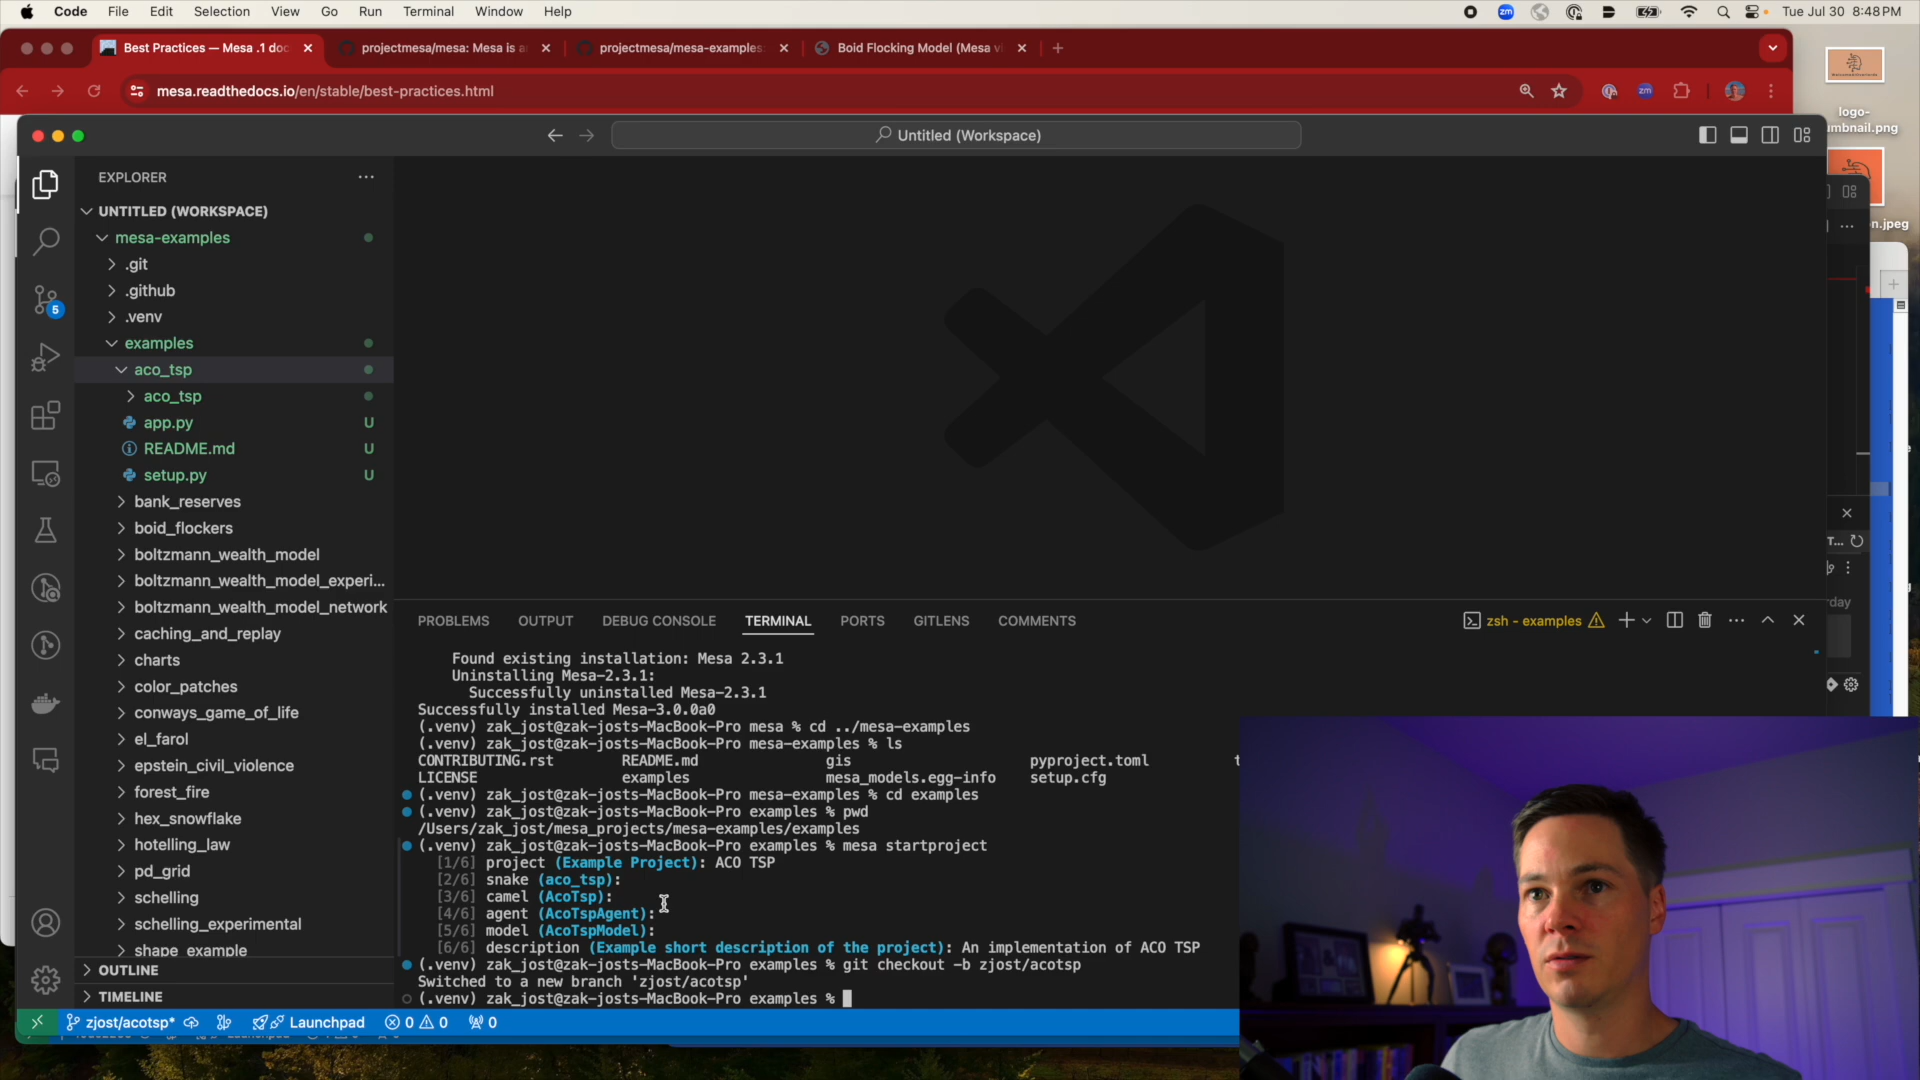 Code File Edit Selection View Go Run Terminal Window Help
zm
Tue Jul 30 8:48 PM
Best Practices — Mesa .1 doc
projectmesa/mesa: Mesa is a
projectmesa/mesa-examples:
Boid Flocking Model (Mesa vi
mesa.readthedocs.io/en/stable/best-practices.html
zm
logo-
umbnail.png
n.jpeg
Untitled (Workspace)
EXPLORER
UNTITLED (WORKSPACE)
mesa-examples
.git
.github
.venv
examples
aco_tsp
aco_tsp
app.py U
README.md U
setup.py U
bank_reserves
boid_flockers
boltzmann_wealth_model
boltzmann_wealth_model_experi...
boltzmann_wealth_model_network
caching_and_replay
charts
color_patches
conways_game_of_life
el_farol
epstein_civil_violence
forest_fire
hex_snowflake
hotelling_law
pd_grid
schelling
schelling_experimental
shape_example
OUTLINE
TIMELINE
5
PROBLEMS OUTPUT DEBUG CONSOLE TERMINAL PORTS GITLENS COMMENTS
zsh - examples
Found existing installation: Mesa 2.3.1
Uninstalling Mesa-2.3.1:
Successfully uninstalled Mesa-2.3.1
Successfully installed Mesa-3.0.0a0
(.venv) zak_jost@zak-josts-MacBook-Pro mesa % cd ../mesa-examples
(.venv) zak_jost@zak-josts-MacBook-Pro mesa-examples % ls
CONTRIBUTING.rst README.md gis pyproject.toml t
LICENSE examples mesa_models.egg-info setup.cfg
(.venv) zak_jost@zak-josts-MacBook-Pro mesa-examples % cd examples
(.venv) zak_jost@zak-josts-MacBook-Pro examples % pwd
/Users/zak_jost/mesa_projects/mesa-examples/examples
(.venv) zak_jost@zak-josts-MacBook-Pro examples % mesa startproject
[1/6] project (Example Project): ACO TSP
[2/6] snake (aco_tsp):
[3/6] camel (AcoTsp):
[4/6] agent (AcoTspAgent):
[5/6] model (AcoTspModel):
[6/6] description (Example short description of the project): An implementation of ACO TSP
(.venv) zak_jost@zak-josts-MacBook-Pro examples % git checkout -b zjost/acotsp
Switched to a new branch 'zjost/acotsp'
(.venv) zak_jost@zak-josts-MacBook-Pro examples %
T...
day
zjost/acotsp* Launchpad 0 0 0